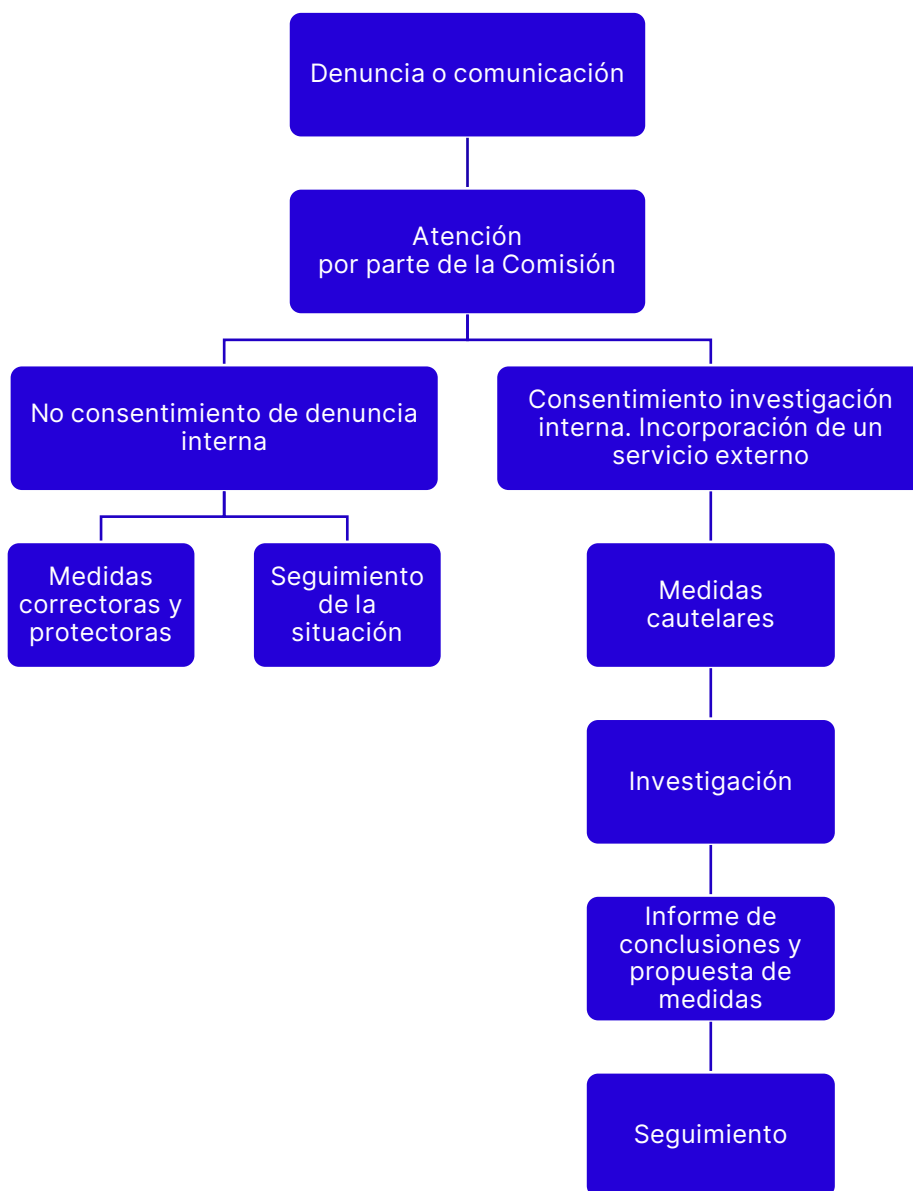 Denuncia o comunicación
Atención
por parte de la Comisión
No consentimiento de denuncia
interna
Consentimiento investigación
interna. Incorporación de un
servicio externo
Medidas
correctoras y
protectoras
Seguimiento
de la
situación
Medidas
cautelares
Investigación
Informe de
conclusiones y
propuesta de
medidas
Seguimiento